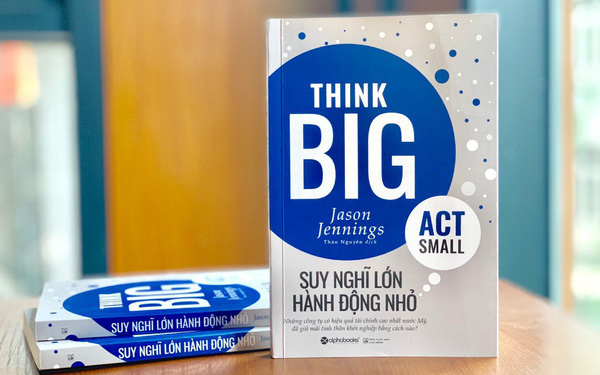 THINK
BIG
Jason
Jennings
Thảo Nguyên dịch
ACT
SMALL
SUY NGHĨ LỚN
HÀNH ĐỘNG NHỎ
Những công ty có hiệu quả tài chính cao nhất nước Mỹ
đã giữ mãi tinh thần khởi nghiệp bằng cách nào?
alphabooks
THINK
BIG
SUY NGHĨ LỚN HÀNH ĐỘNG NHỎ
SUY NGHĨ LỚN HÀNH ĐỘNG NHỎ